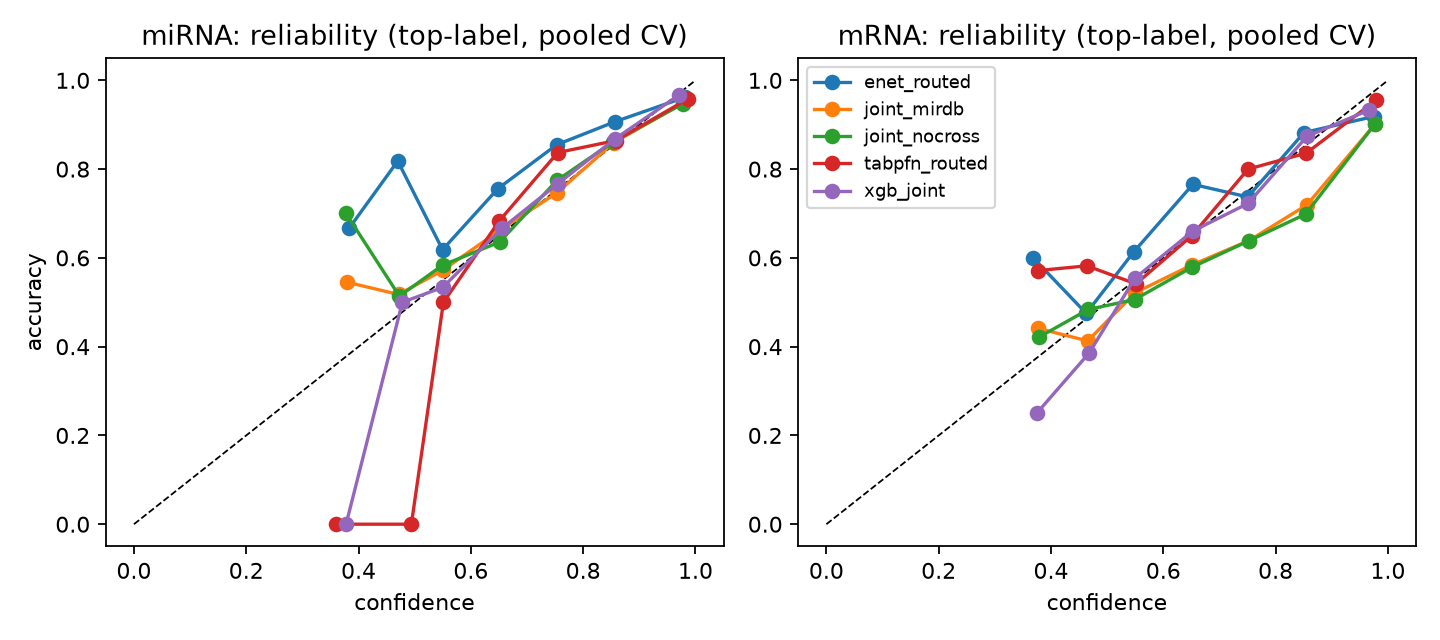 miRNA: reliability (top-label, pooled CV)
accuracy
1.0
0.8
0.6
0.4
0.2
0.0
0.0 0.2 0.4 0.6 0.8 1.0
confidence
mRNA: reliability (top-label, pooled CV)
enet_routed
joint_mirdb
joint_nocross
tabpfn_routed
xgb_joint
1.0
0.8
0.6
0.4
0.2
0.0
0.0 0.2 0.4 0.6 0.8 1.0
confidence